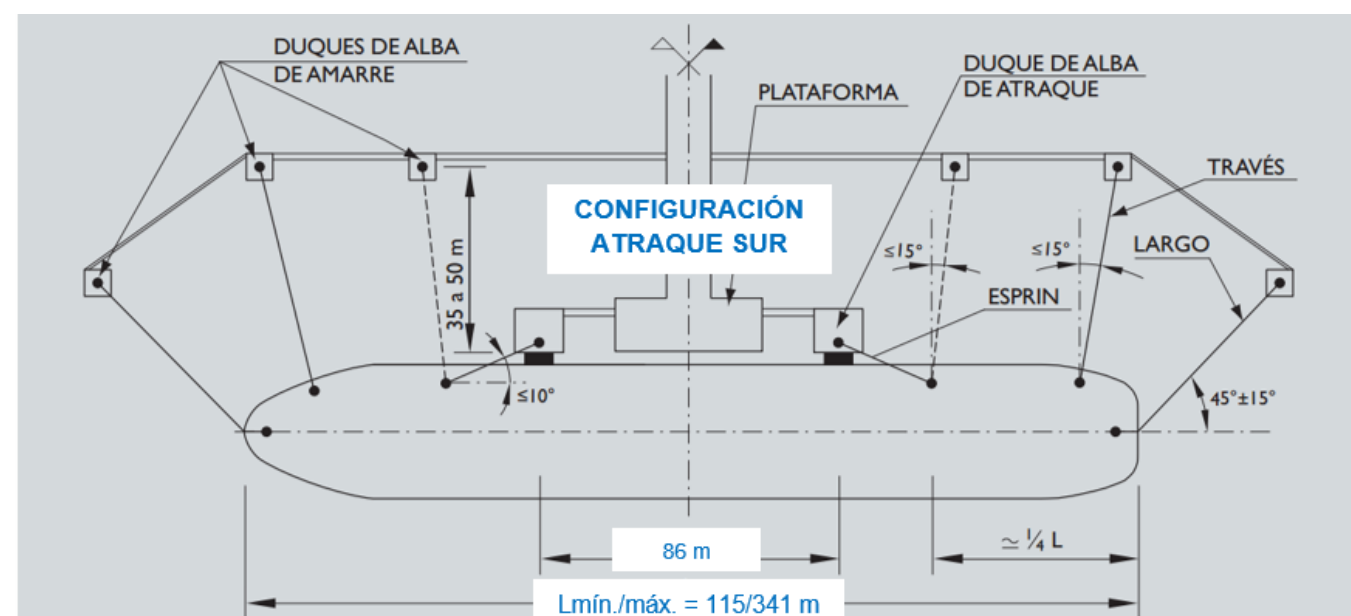 DUQUES DE ALBA
DE AMARRE
PLATAFORMA
DUQUE DE ALBA
DE ATRAQUE
TRAVÉS
CONFIGURACIÓN
ATRAQUE SUR
35 a 50 m
≤15°
≤15°
LARGO
ESPRIN
≤10°
45°±15°
86 m
≃ ¼ L
Lmín./máx. = 115/341 m